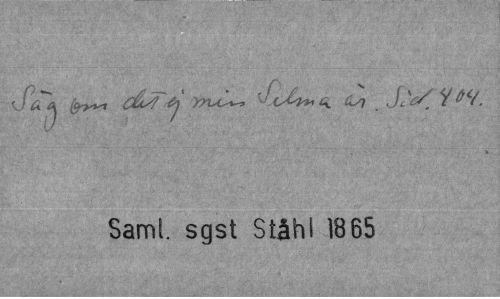 Säg om det ej min Selma är. Sid. 404.
Saml. sgst Ståhl 1865